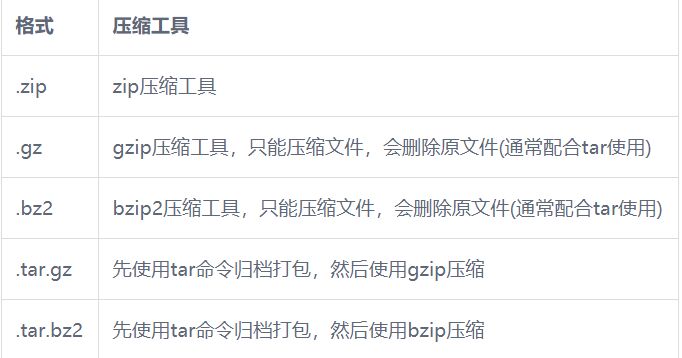 格式 压缩工具
.zip zip压缩工具
.gz gzip压缩工具，只能压缩文件，会删除原文件(通常配合tar使用)
.bz2 bzip2压缩工具，只能压缩文件，会删除原文件(通常配合tar使用)
.tar.gz 先使用tar命令归档打包，然后使用gzip压缩
.tar.bz2 先使用tar命令归档打包，然后使用bzip压缩